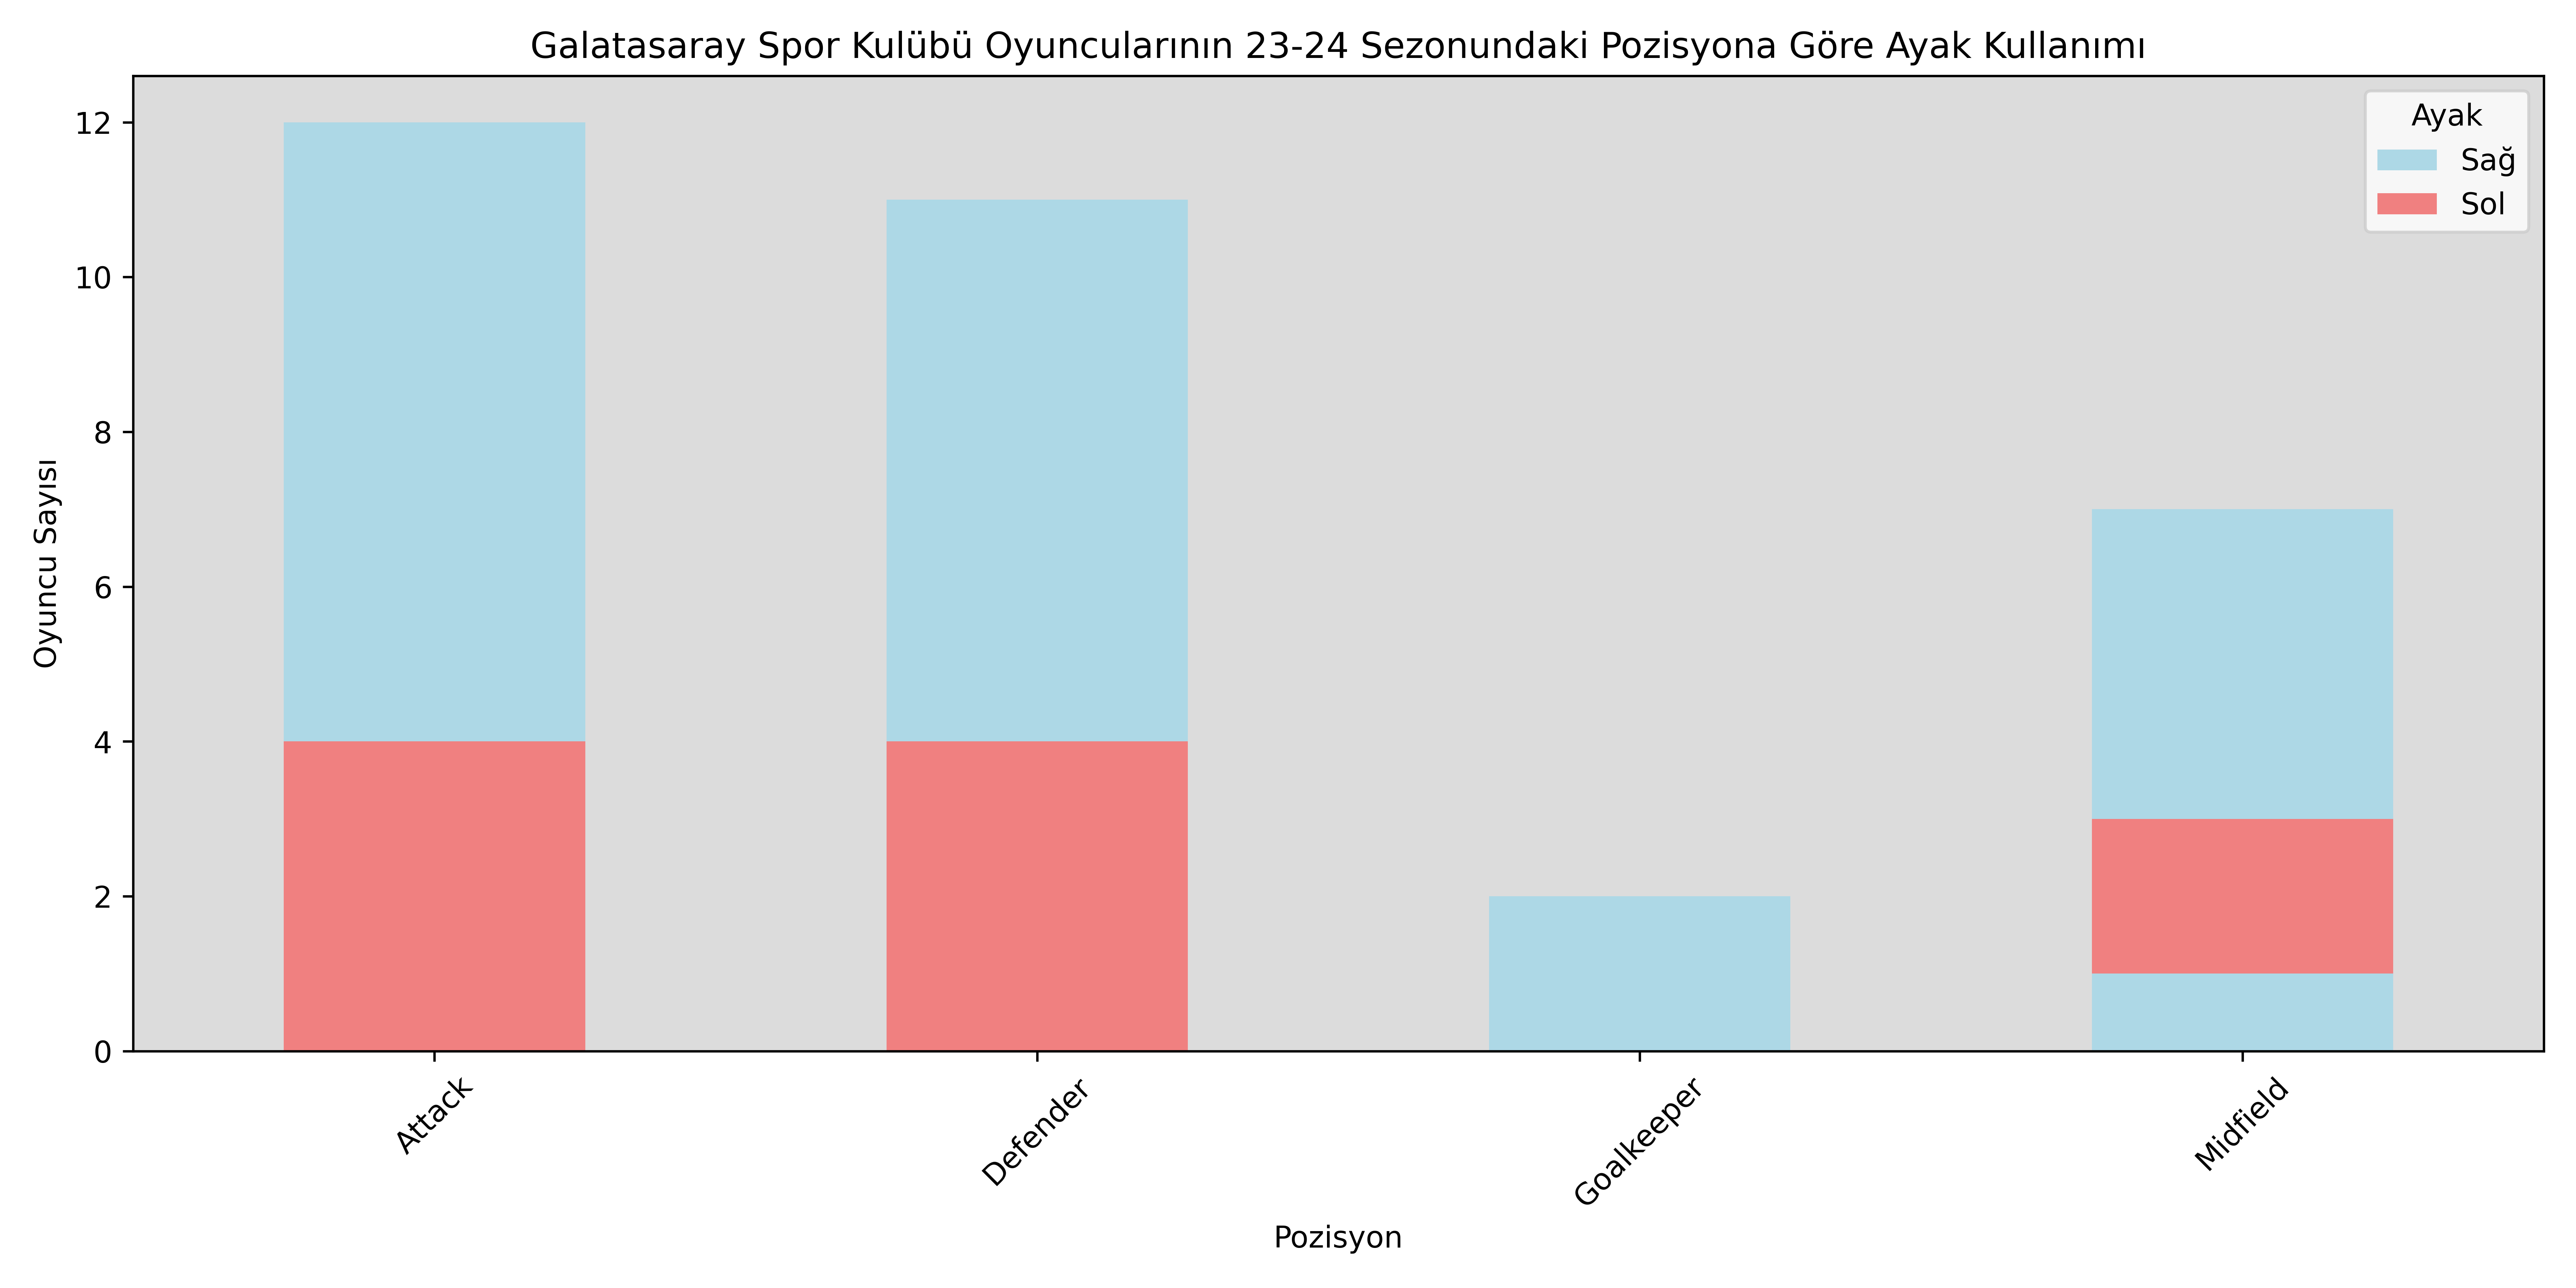 Galatasaray Spor Kulübü Oyuncularının 23-24 Sezonundaki Pozisyona Göre Ayak Kullanımı
Ayak
Sağ
Sol
Oyuncu Sayısı
12
10
8
6
4
2
0
Attack
Defender
Goalkeeper
Midfield
Pozisyon